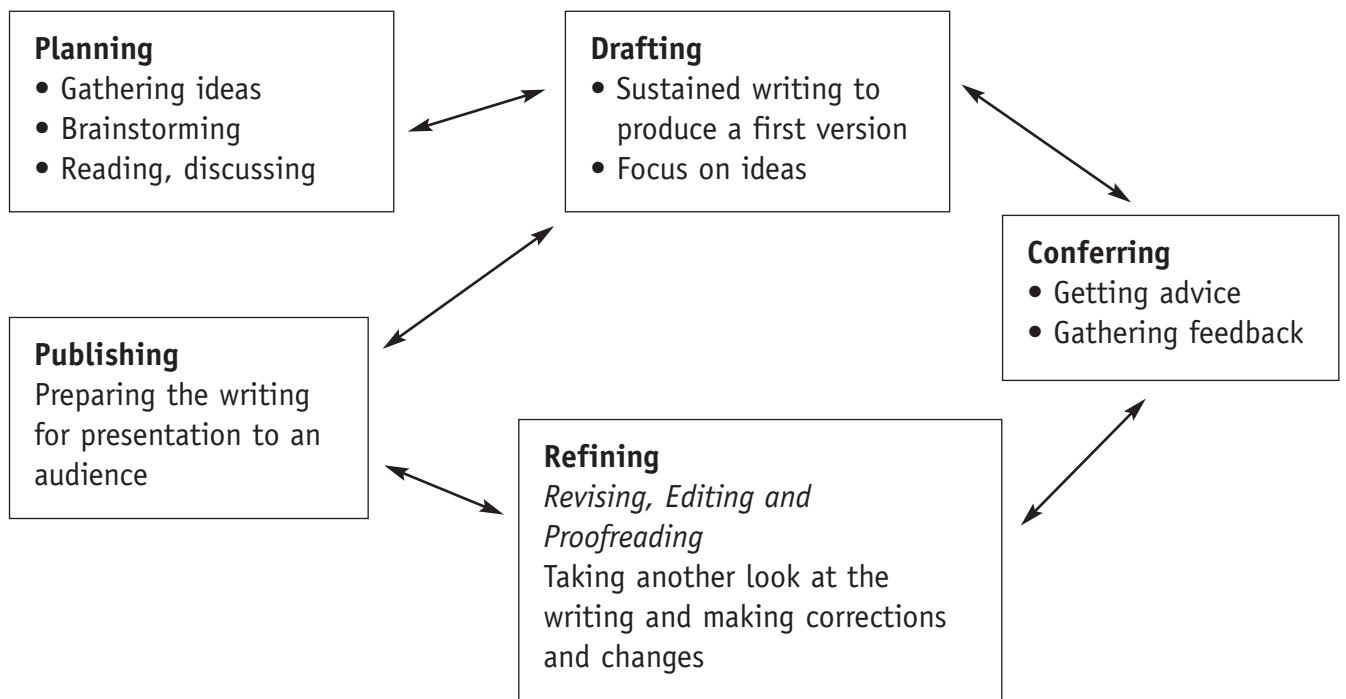 Planning
• Gathering ideas
• Brainstorming
• Reading, discussing
Drafting
• Sustained writing to
produce a first version
• Focus on ideas
Conferring
• Getting advice
• Gathering feedback
Publishing
Preparing the writing
for presentation to an
audience
Refining
Revising, Editing and
Proofreading
Taking another look at the
writing and making corrections
and changes